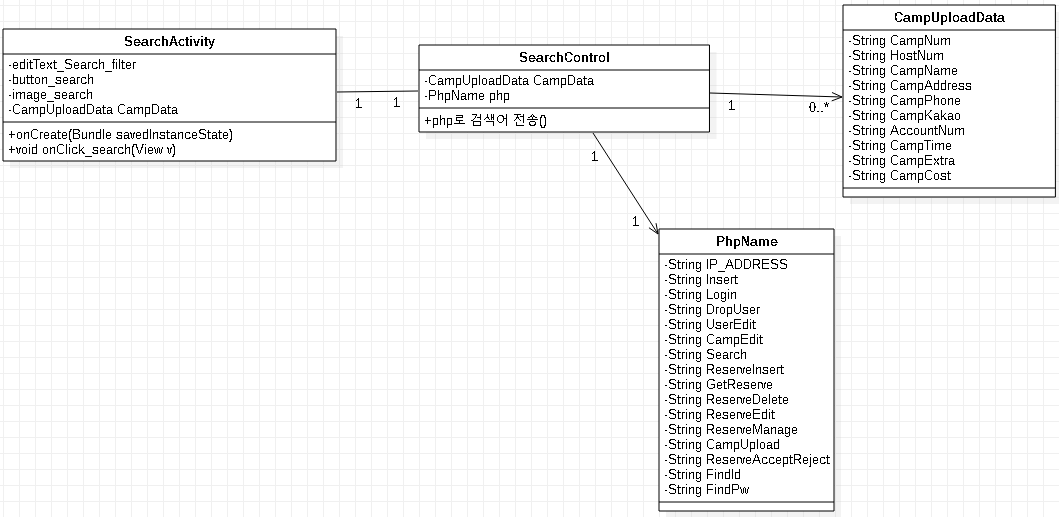 SearchActivity
-editText_Search_filter
-button_search
-image_search
-CampUploadData CampData
+onCreate(Bundle savedInstanceState)
+void onClick_search(View v)
1
1
SearchControl
-CampUploadData CampData
-PhpName php
+php로 검색어 전송()
1
0..*
CampUploadData
-String CampNum
-String HostNum
-String CampName
-String CampAddress
-String CampPhone
-String CampKakao
-String AccountNum
-String CampTime
-String CampExtra
-String CampCost
1
1
PhpName
-String IP_ADDRESS
-String Insert
-String Login
-String DropUser
-String UserEdit
-String CampEdit
-String Search
-String ReserveInsert
-String GetReserve
-String ReserveDelete
-String ReserveEdit
-String ReserveManage
-String CampUpload
-String ReserveAcceptReject
-String FindId
-String FindPw